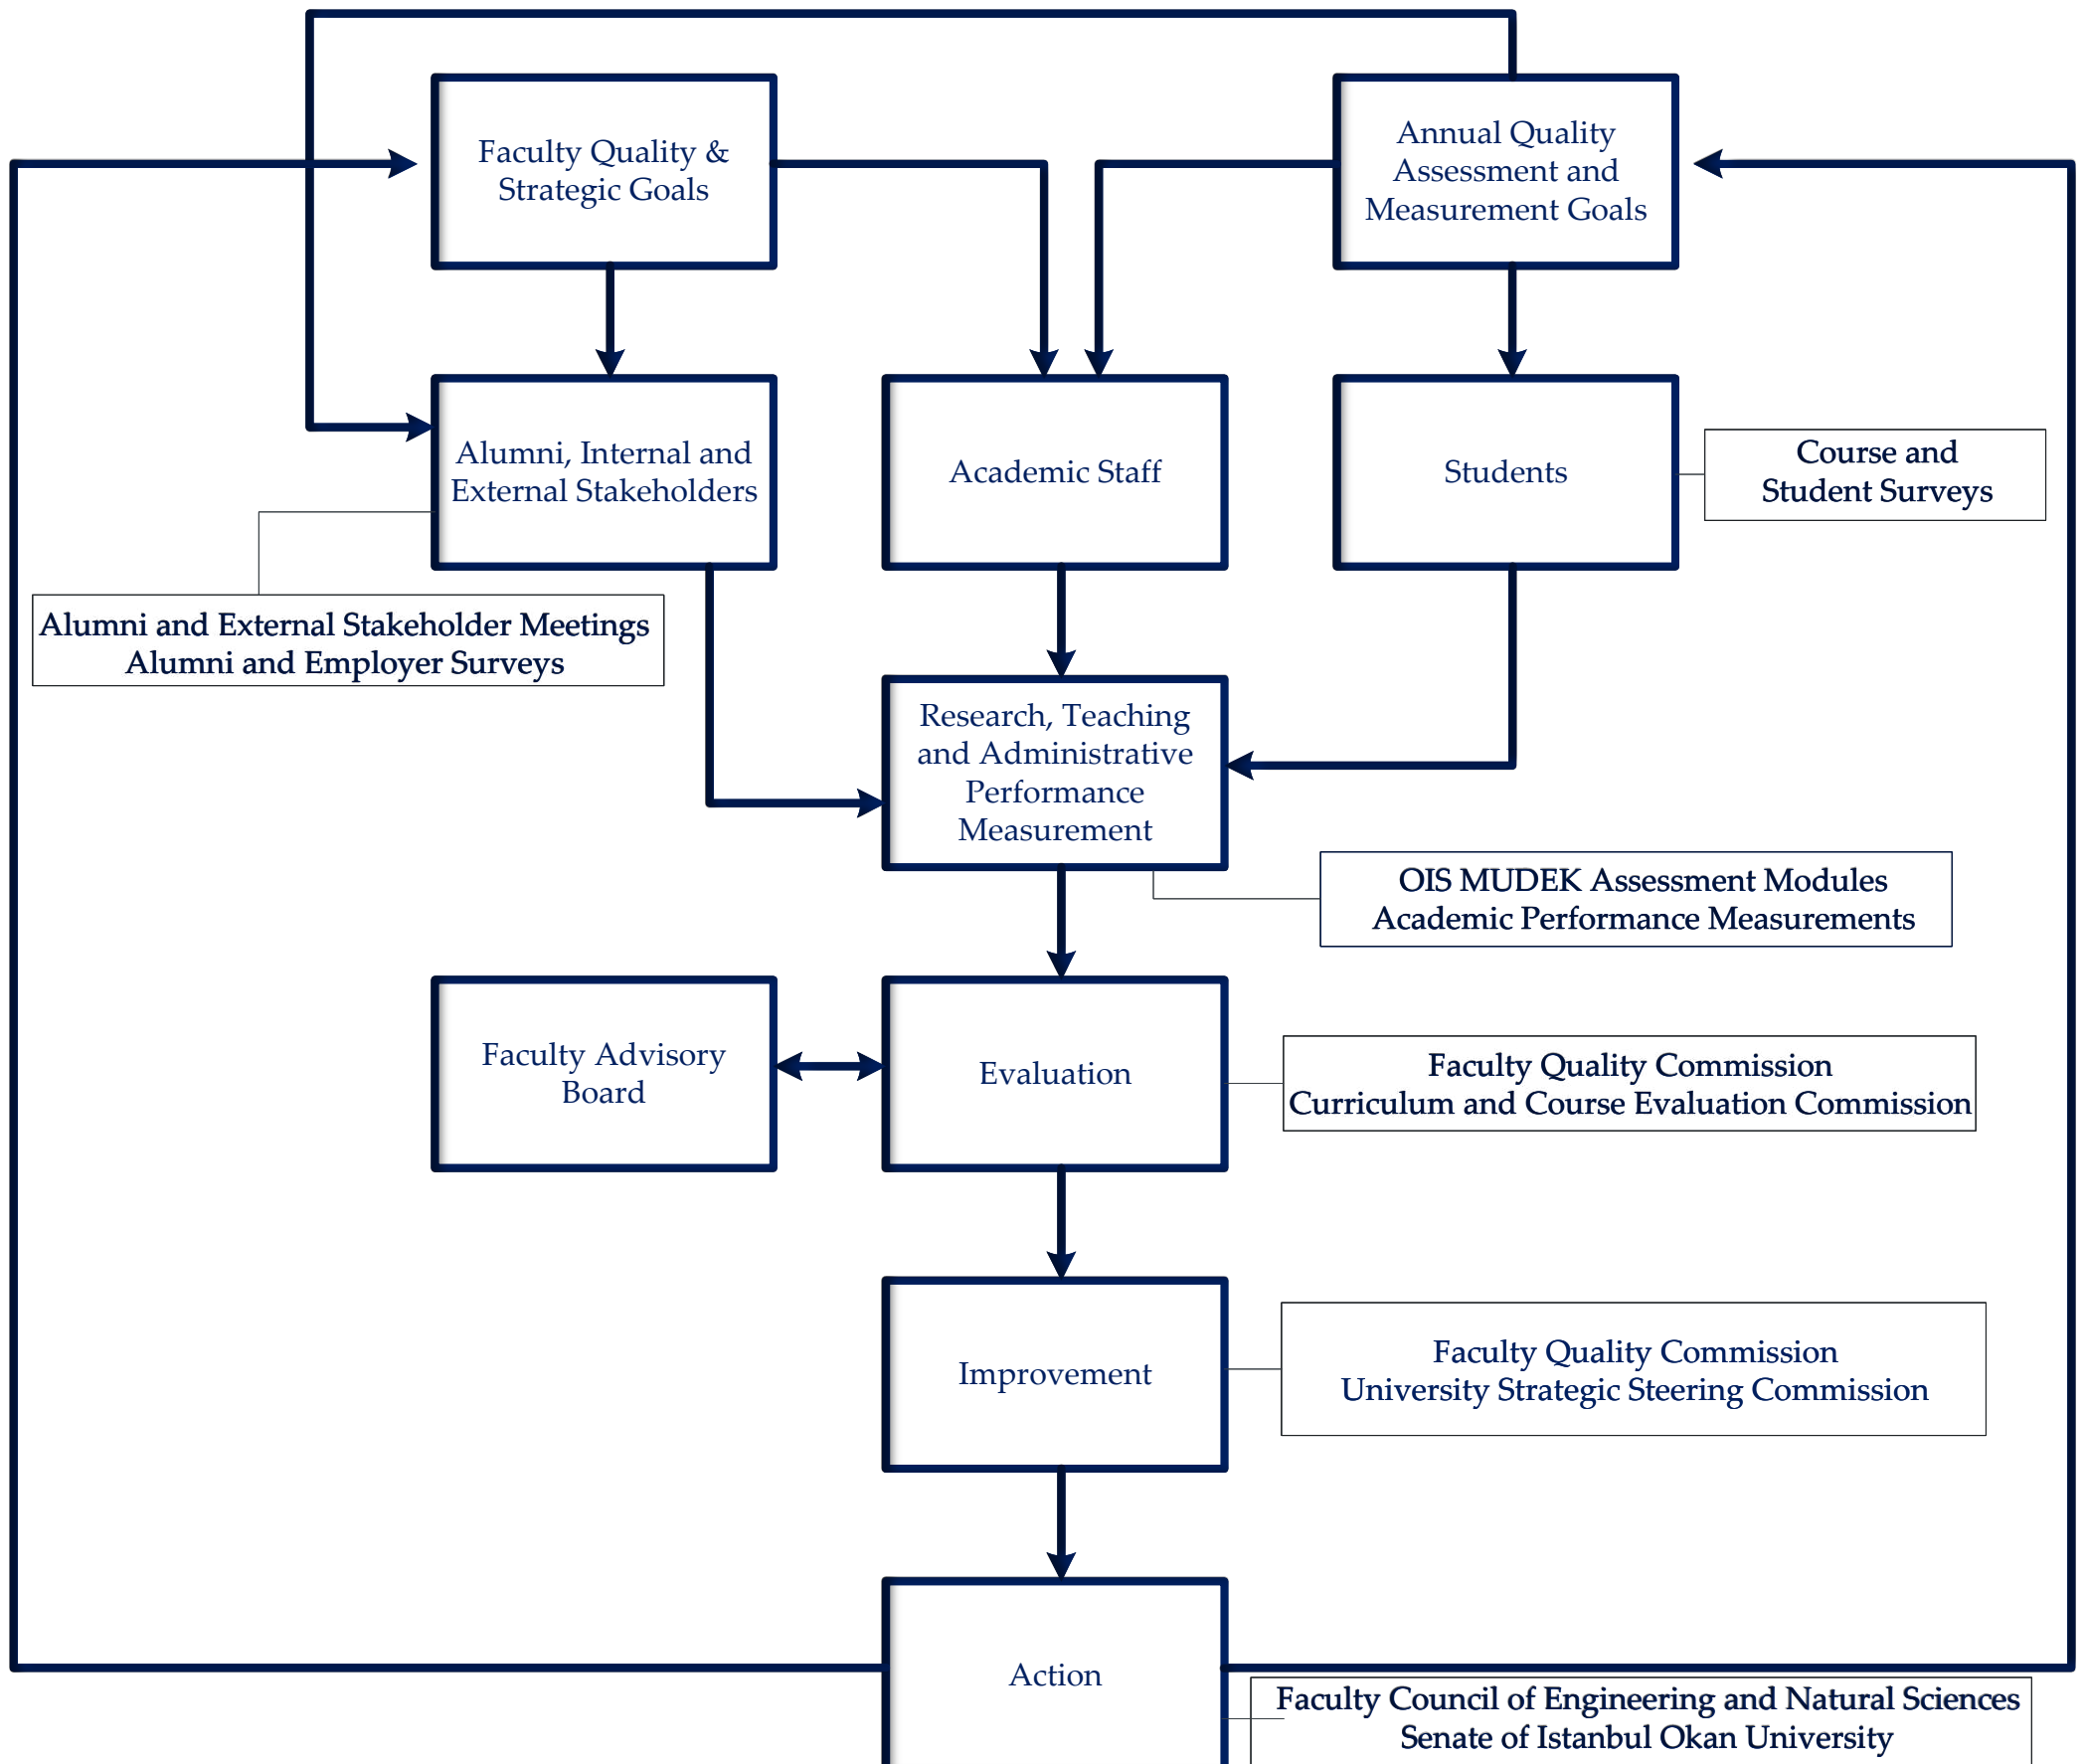 Faculty Quality &
Strategic Goals
Annual Quality
Assessment and
Measurement Goals
Alumni, Internal and
External Stakeholders
Academic Staff
Students
Course and
Student Surveys
Alumni and External Stakeholder Meetings
Alumni and Employer Surveys
Research, Teaching
and Administrative
Performance
Measurement
OIS MUDEK Assessment Modules
Academic Performance Measurements
Faculty Advisory
Board
Evaluation
Faculty Quality Commission
Curriculum and Course Evaluation Commission
Improvement
Faculty Quality Commission
University Strategic Steering Commission
Action
Faculty Council of Engineering and Natural Sciences
Senate of Istanbul Okan University